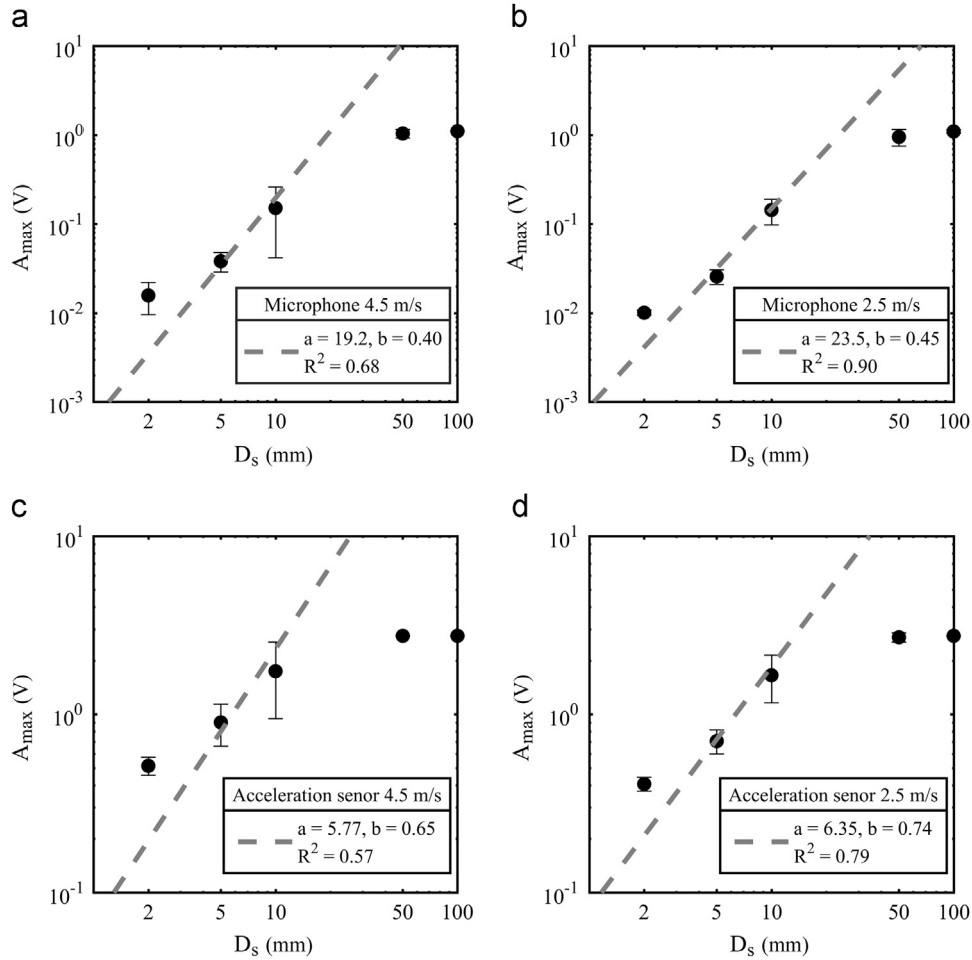 a
10^1
10^0
10^-1
10^-2
10^-3
A_max (V)
2 5 10 50 100
D_s (mm)
Microphone 4.5 m/s
a = 19.2, b = 0.40
R^2 = 0.68
b
10^1
10^0
10^-1
10^-2
10^-3
A_max (V)
2 5 10 50 100
D_s (mm)
Microphone 2.5 m/s
a = 23.5, b = 0.45
R^2 = 0.90
c
10^1
10^0
10^-1
A_max (V)
2 5 10 50 100
D_s (mm)
Acceleration senor 4.5 m/s
a = 5.77, b = 0.65
R^2 = 0.57
d
10^1
10^0
10^-1
A_max (V)
2 5 10 50 100
D_s (mm)
Acceleration senor 2.5 m/s
a = 6.35, b = 0.74
R^2 = 0.79